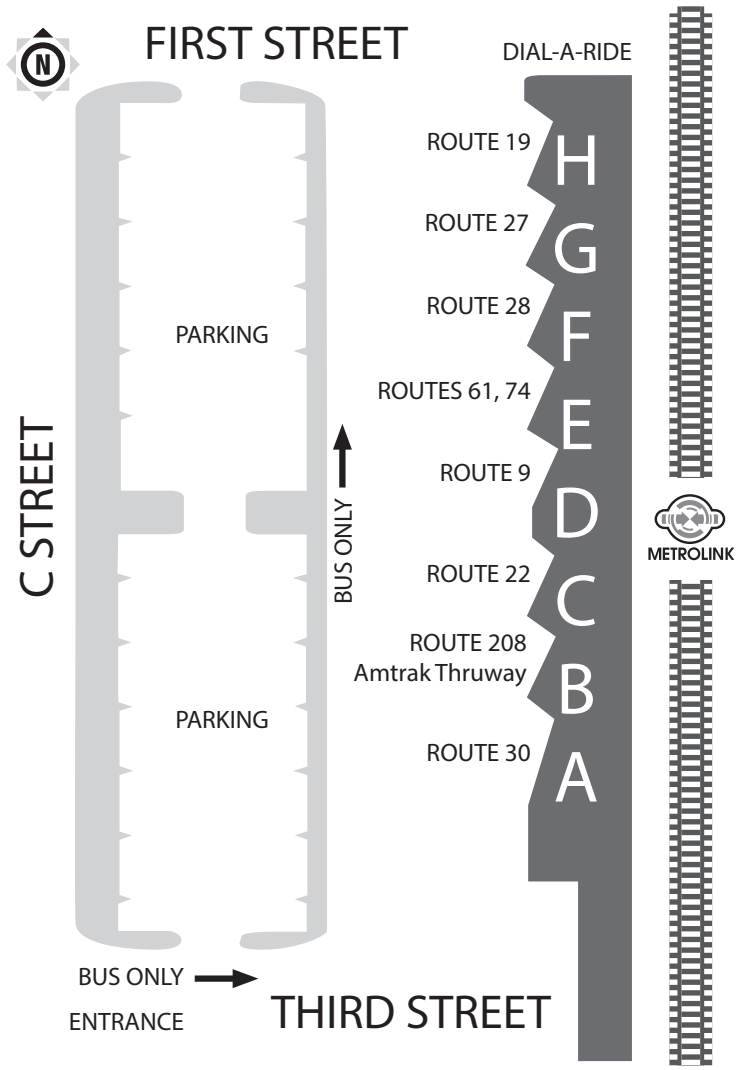 N
FIRST STREET
DIAL-A-RIDE
ROUTE 19
H
ROUTE 27
G
ROUTE 28
F
PARKING
ROUTES 61, 74
E
C STREET
ROUTE 9
D
BUS ONLY
METROLINK
ROUTE 22
C
ROUTE 208
Amtrak Thruway
B
PARKING
ROUTE 30
A
BUS ONLY
ENTRANCE
THIRD STREET